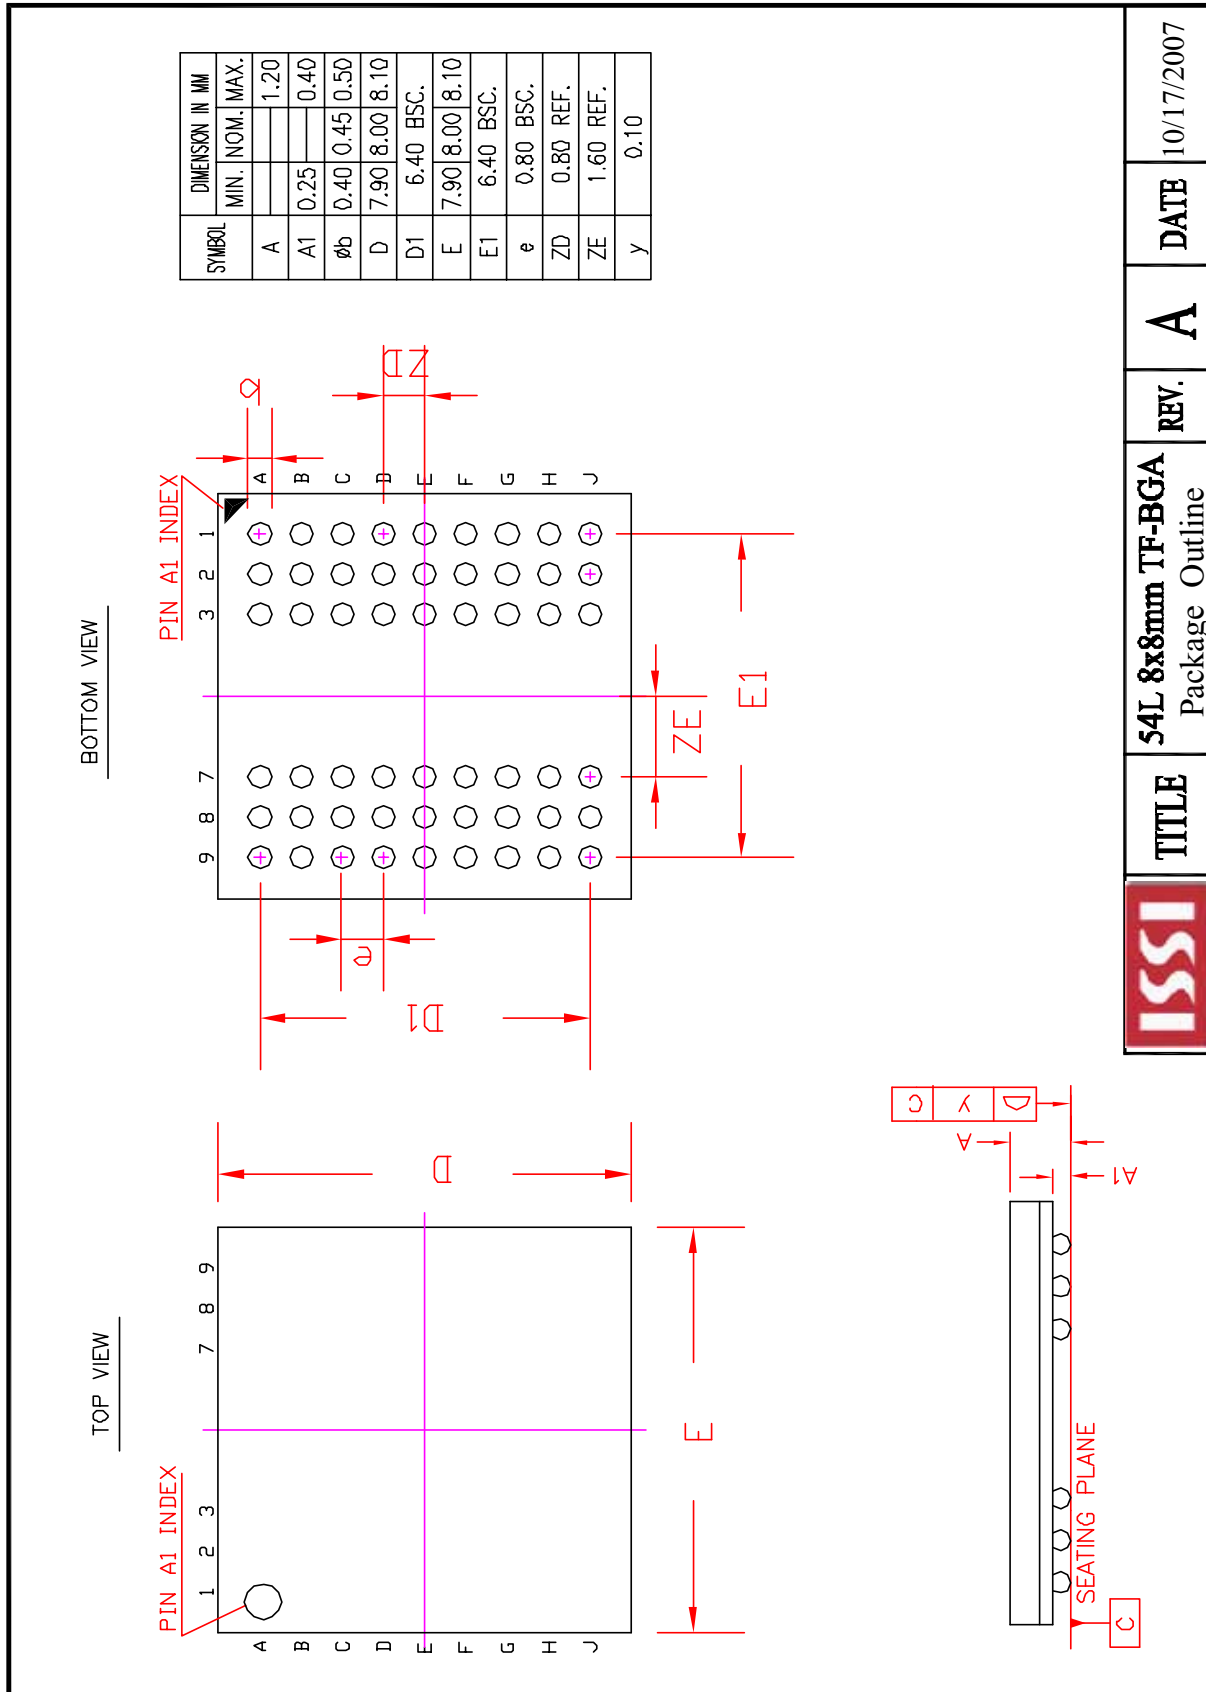 TOP VIEW
BOTTOM VIEW
PIN A1 INDEX
1 2 3 7 8 9
A
B
C
D
E
F
G
H
J
D
E
PIN A1 INDEX
9 8 7 3 2 1
A
B
C
D
E
F
G
H
J
b
ZD
e
D1
ZE
E1
SYMBOL DIMENSION IN MM
MIN. NOM. MAX.
A 1.20
A1 0.25 0.40
øb 0.40 0.45 0.50
D 7.90 8.00 8.10
D1 6.40 BSC.
E 7.90 8.00 8.10
E1 6.40 BSC.
e 0.80 BSC.
ZD 0.80 REF.
ZE 1.60 REF.
y 0.10
SEATING PLANE
C
A
A1
y C
ISSI
TITLE 54L 8x8mm TF-BGA
Package Outline
REV. A
DATE 10/17/2007